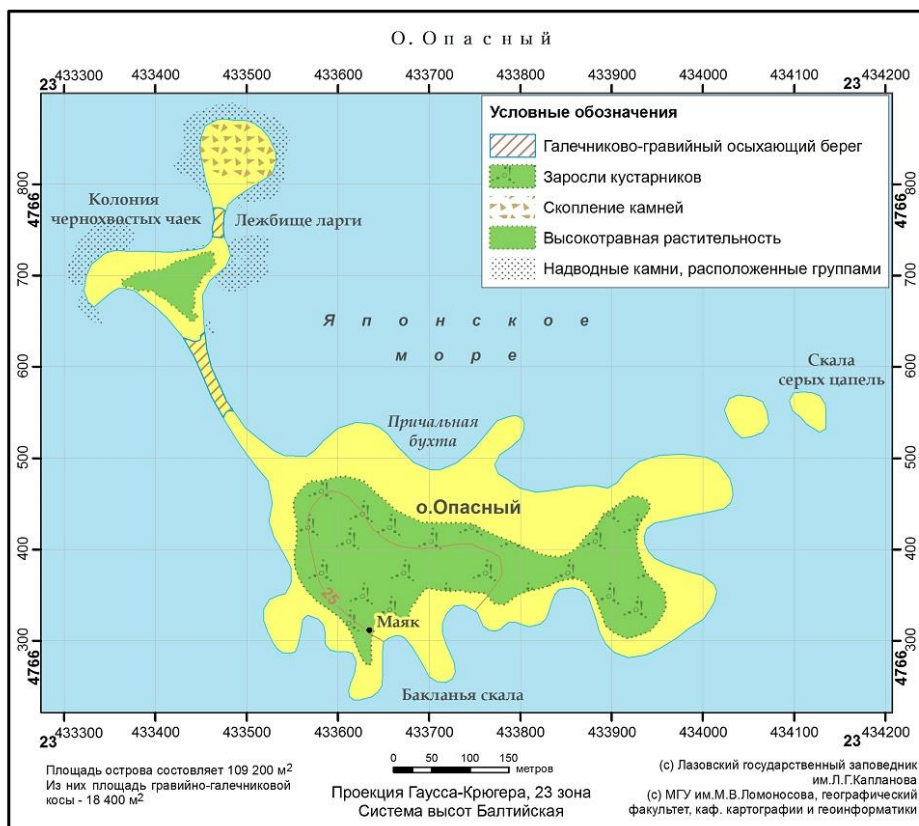 О. Опасный
433300 433400 433500 433600 433700 433800 433900 434000 434100 434200
23 23
Условные обозначения
Галечниково-гравийный осыхающий берег
Заросли кустарников
Скопление камней
Высокотравная растительность
Надводные камни, расположенные группами
4766 800 800 4766
Колония
чернохвостых чаек
Лежбище ларги
700 700
Японское
море
600 600
Скала
серых цапель
Причальная
бухта
500 500
о.Опасный
400 400
25
Маяк
4766 300 300 4766
Бакланья скала
23 23
433300 433400 433500 433600 433700 433800 433900 434000 434100 434200
Площадь острова составляет 109 200 м²
Из них площадь гравийно-галечниковой
косы - 18 400 м²
0 50 100 150
метров
Проекция Гаусса-Крюгера, 23 зона
Система высот Балтийская
(с) Лазовский государственный заповедник
им.Л.Г.Капланова
(с) МГУ им.М.В.Ломоносова, географический
факультет, каф. картографии и геоинформатики